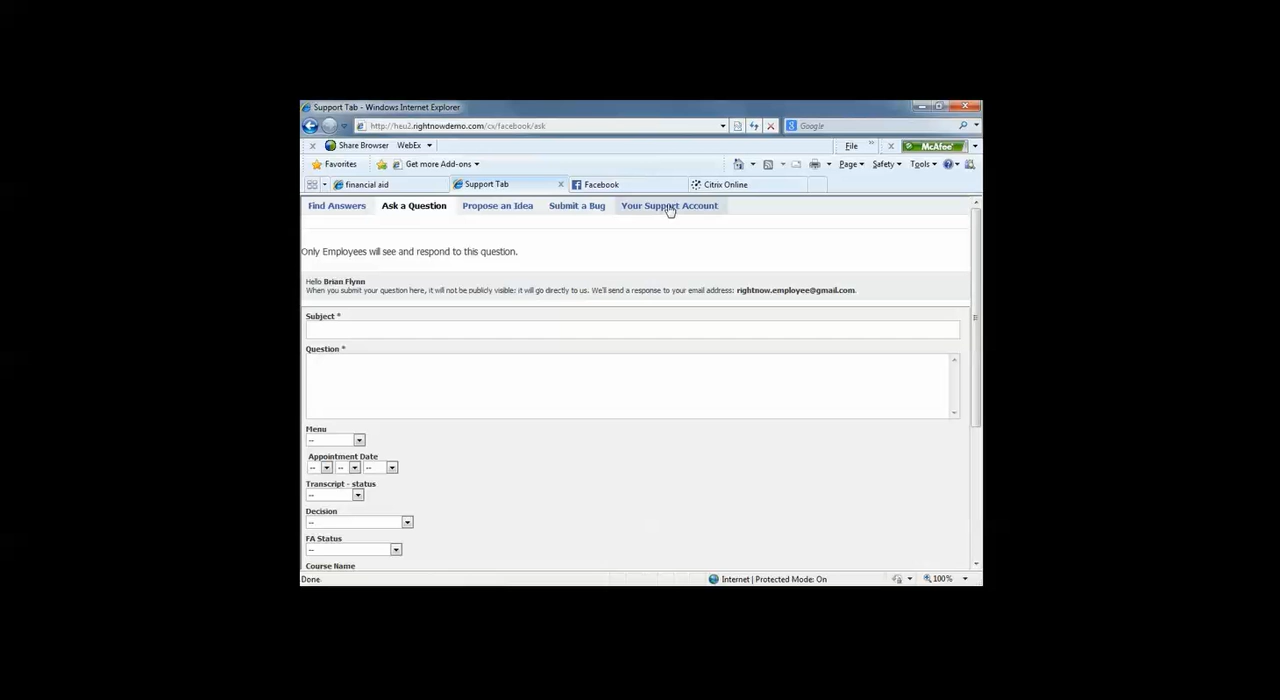 Support Tab - Windows Internet Explorer
http://heu2.rightnowdemo.com/cx/facebook/ask
Google
Share Browser WebEx File » McAfee
Favorites Get more Add-ons Page Safety Tools
financial aid Support Tab x Facebook Citrix Online
Find Answers Ask a Question Propose an Idea Submit a Bug Your Support Account
Only Employees will see and respond to this question.
Hello Brian Flynn
When you submit your question here, it will not be publicly visible: it will go directly to us. We'll send a response to your email address: rightnow.employee@gmail.com.
Subject *
Question *
Menu
--
Appointment Date
-- -- --
Transcript - status
--
Decision
--
FA Status
--
Course Name
Done Internet | Protected Mode: On 100%